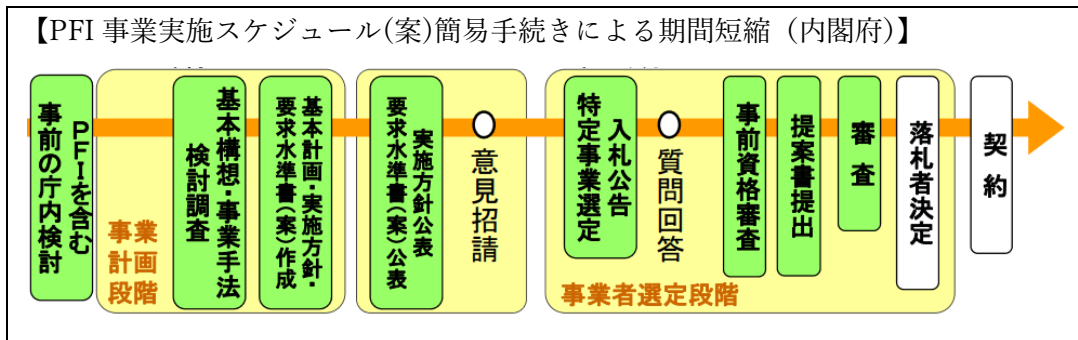 【PFI 事業実施スケジュール(案)簡易手続きによる期間短縮（内閣府)】
PFIを含む
事前の庁内検討
事業
計画
段階
基本構想・事業手法
検討調査
基本計画・実施方針・
要求水準書(案)作成
実施方針公表
要求水準書(案)公表
意見招請
入札公告
特定事業選定
質問回答
事前資格審査
提案書提出
審査
落札者決定
事業者選定段階
契約